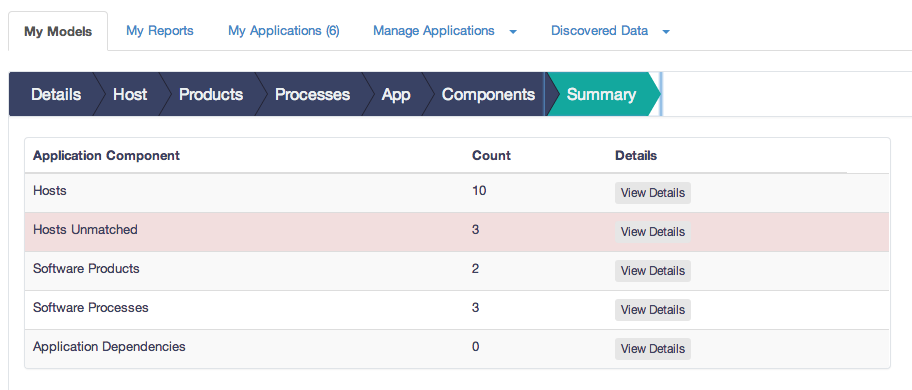 My Models My Reports My Applications (6) Manage Applications Discovered Data
Details Host Products Processes App Components Summary
Application Component Count Details
Hosts 10 View Details
Hosts Unmatched 3 View Details
Software Products 2 View Details
Software Processes 3 View Details
Application Dependencies 0 View Details